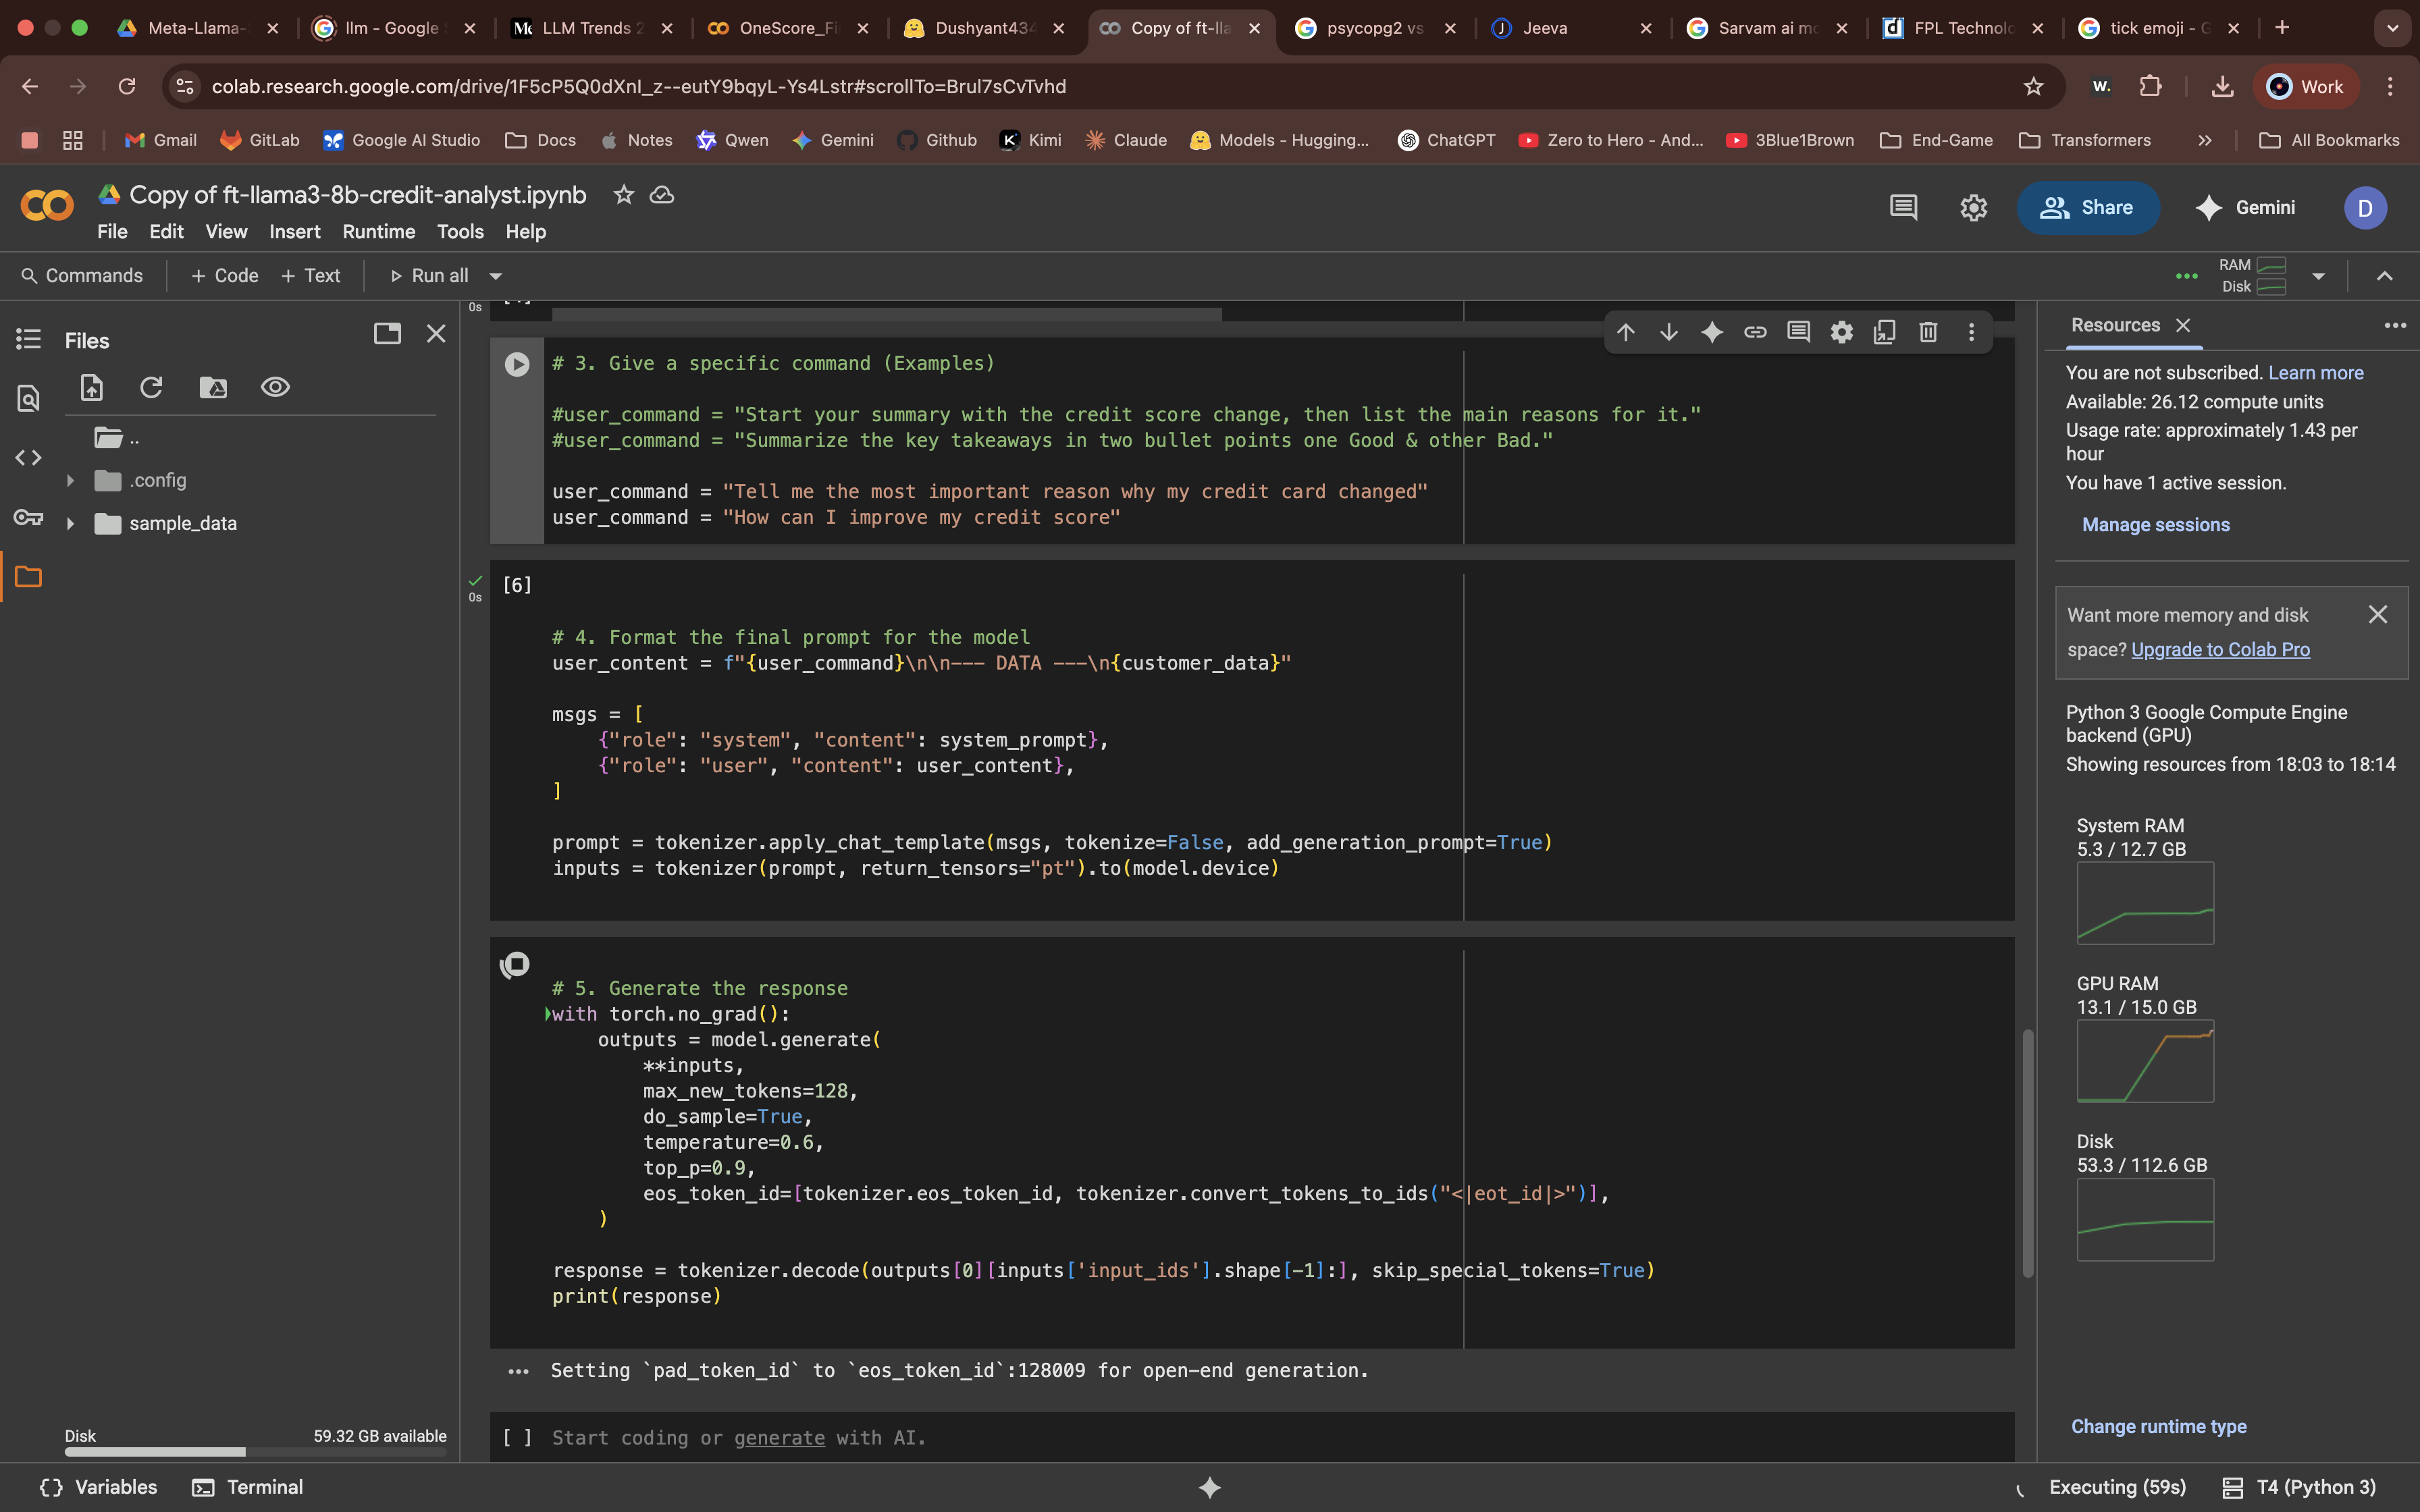 Meta-Llama-
llm - Google S
LLM Trends 2
OneScore_Fi
Dushyant434
Copy of ft-lla
psycopg2 vs
Jeeva
Sarvam ai mo
FPL Technolo
tick emoji - G
colab.research.google.com/drive/1F5cP5Q0dXnI_z--eutY9bqyL-Ys4Lstr#scrollTo=Brul7sCvTvhd
W.
Work
Gmail
GitLab
Google AI Studio
Docs
Notes
Qwen
Gemini
Github
Kimi
Claude
Models - Hugging...
ChatGPT
Zero to Hero - And...
3Blue1Brown
End-Game
Transformers
All Bookmarks
Copy of ft-llama3-8b-credit-analyst.ipynb
File Edit View Insert Runtime Tools Help
Share
Gemini
D
Commands
+ Code + Text
Run all
RAM
Disk
Files
..
.config
sample_data
Disk 59.32 GB available
0s
# 3. Give a specific command (Examples)
#user_command = "Start your summary with the credit score change, then list the main reasons for it."
#user_command = "Summarize the key takeaways in two bullet points one Good & other Bad."
user_command = "Tell me the most important reason why my credit card changed"
user_command = "How can I improve my credit score"
0s
[6]
# 4. Format the final prompt for the model
user_content = f"{user_command}\n\n--- DATA ---\n{customer_data}"
msgs = [
{"role": "system", "content": system_prompt},
{"role": "user", "content": user_content},
]
prompt = tokenizer.apply_chat_template(msgs, tokenize=False, add_generation_prompt=True)
inputs = tokenizer(prompt, return_tensors="pt").to(model.device)
# 5. Generate the response
with torch.no_grad():
outputs = model.generate(
**inputs,
max_new_tokens=128,
do_sample=True,
temperature=0.6,
top_p=0.9,
eos_token_id=[tokenizer.eos_token_id, tokenizer.convert_tokens_to_ids("<|eot_id|>")],
)
response = tokenizer.decode(outputs[0][inputs['input_ids'].shape[-1]:], skip_special_tokens=True)
print(response)
Setting `pad_token_id` to `eos_token_id`:128009 for open-end generation.
[ ] Start coding or generate with AI.
Resources
You are not subscribed. Learn more
Available: 26.12 compute units
Usage rate: approximately 1.43 per
hour
You have 1 active session.
Manage sessions
Want more memory and disk
space? Upgrade to Colab Pro
Python 3 Google Compute Engine
backend (GPU)
Showing resources from 18:03 to 18:14
System RAM
5.3 / 12.7 GB
GPU RAM
13.1 / 15.0 GB
Disk
53.3 / 112.6 GB
Change runtime type
Variables
Terminal
Executing (59s)
T4 (Python 3)